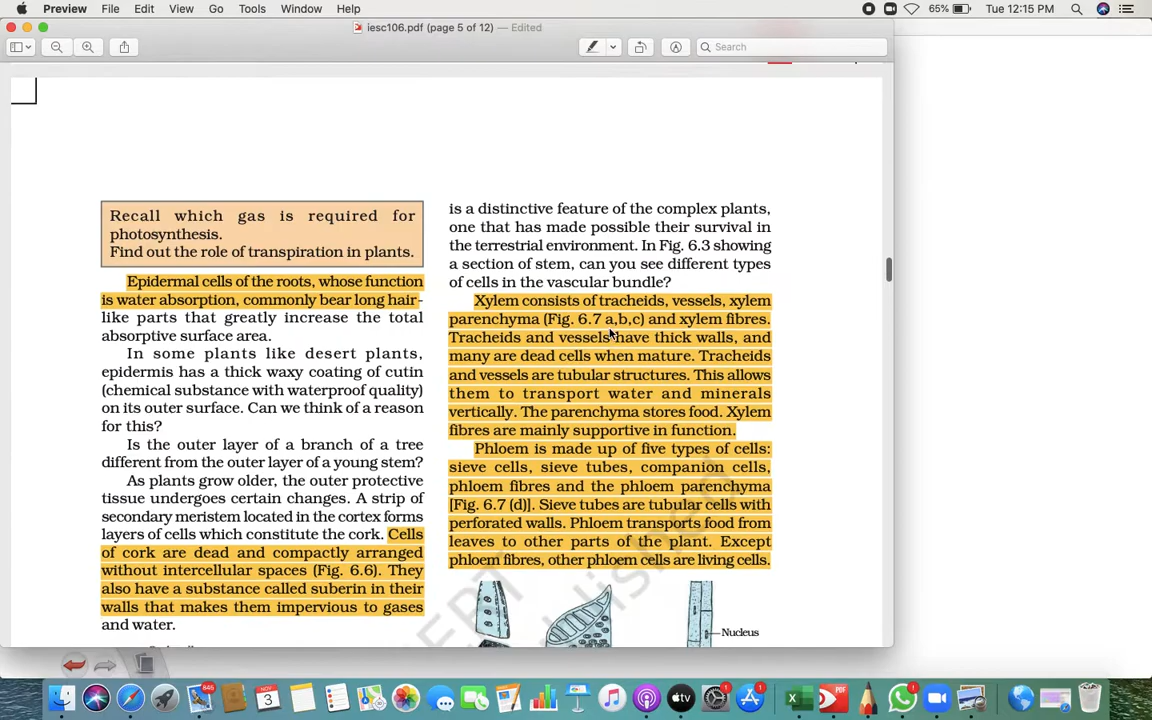 Preview File Edit View Go Tools Window Help 65% Tue 12:15 PM
iesc106.pdf (page 5 of 12) — Edited
Search
Recall which gas is required for
photosynthesis.
Find out the role of transpiration in plants.
Epidermal cells of the roots, whose function
is water absorption, commonly bear long hair-
like parts that greatly increase the total
absorptive surface area.
In some plants like desert plants,
epidermis has a thick waxy coating of cutin
(chemical substance with waterproof quality)
on its outer surface. Can we think of a reason
for this?
Is the outer layer of a branch of a tree
different from the outer layer of a young stem?
As plants grow older, the outer protective
tissue undergoes certain changes. A strip of
secondary meristem located in the cortex forms
layers of cells which constitute the cork. Cells
of cork are dead and compactly arranged
without intercellular spaces (Fig. 6.6). They
also have a substance called suberin in their
walls that makes them impervious to gases
and water.
is a distinctive feature of the complex plants,
one that has made possible their survival in
the terrestrial environment. In Fig. 6.3 showing
a section of stem, can you see different types
of cells in the vascular bundle?
Xylem consists of tracheids, vessels, xylem
parenchyma (Fig. 6.7 a,b,c) and xylem fibres.
Tracheids and vessels have thick walls, and
many are dead cells when mature. Tracheids
and vessels are tubular structures. This allows
them to transport water and minerals
vertically. The parenchyma stores food. Xylem
fibres are mainly supportive in function.
Phloem is made up of five types of cells:
sieve cells, sieve tubes, companion cells,
phloem fibres and the phloem parenchyma
[Fig. 6.7 (d)]. Sieve tubes are tubular cells with
perforated walls. Phloem transports food from
leaves to other parts of the plant. Except
phloem fibres, other phloem cells are living cells.
Nucleus